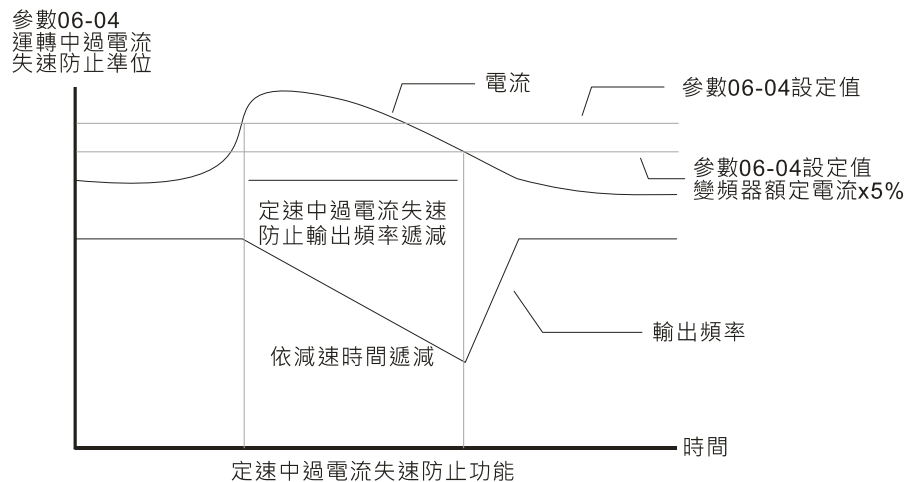 參數06-04
運轉中過電流
失速防止準位
電流
參數06-04設定值
參數06-04設定值
變頻器額定電流x5%
定速中過電流失速
防止輸出頻率遞減
輸出頻率
依減速時間遞減
時間
定速中過電流失速防止功能